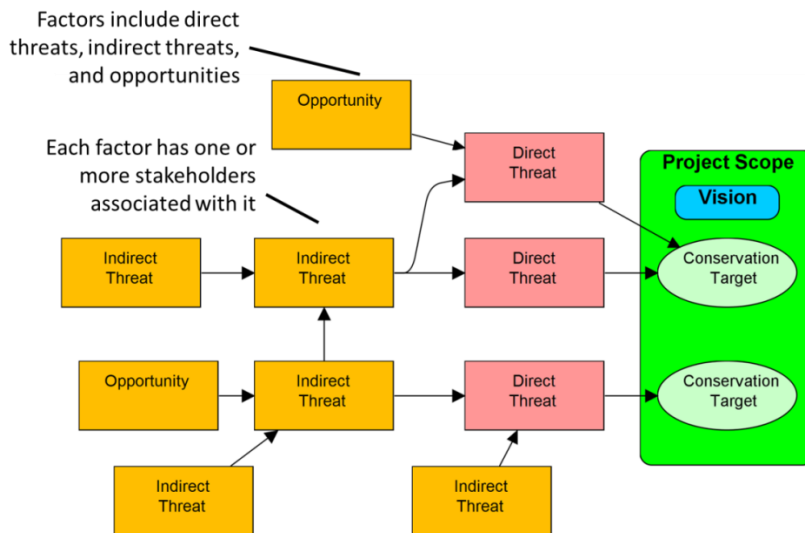 Factors include direct
threats, indirect threats,
and opportunities
Opportunity
Each factor has one or
more stakeholders
associated with it
Direct
Threat
Project Scope
Vision
Indirect
Threat
Indirect
Threat
Direct
Threat
Conservation
Target
Opportunity
Indirect
Threat
Direct
Threat
Conservation
Target
Indirect
Threat
Indirect
Threat